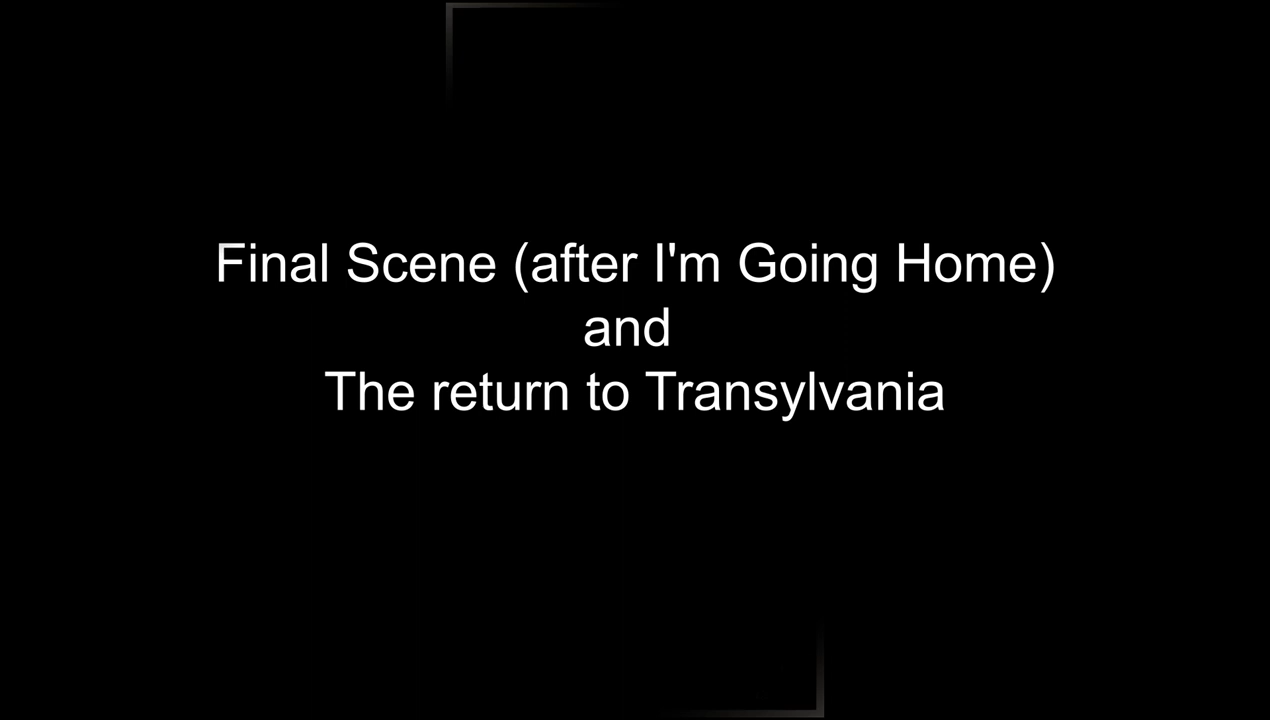 Final Scene (after I'm Going Home)
and
The return to Transylvania